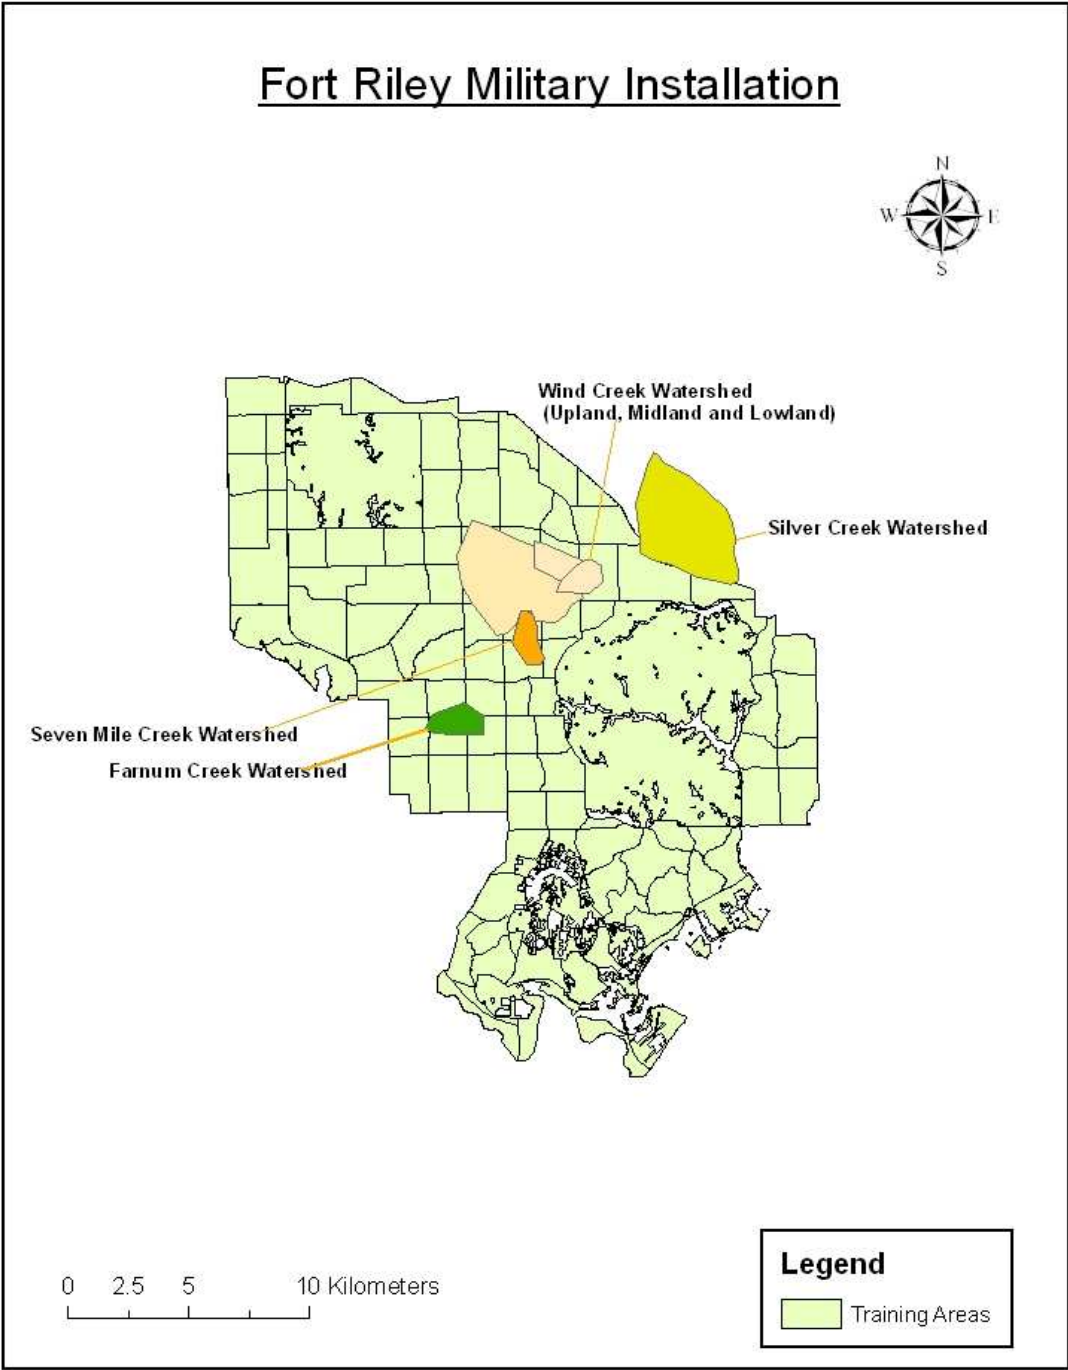 Fort Riley Military Installation
N
W E
S
Wind Creek Watershed
(Upland, Midland and Lowland)
Silver Creek Watershed
Seven Mile Creek Watershed
Farnum Creek Watershed
0 2.5 5 10 Kilometers
Legend
Training Areas